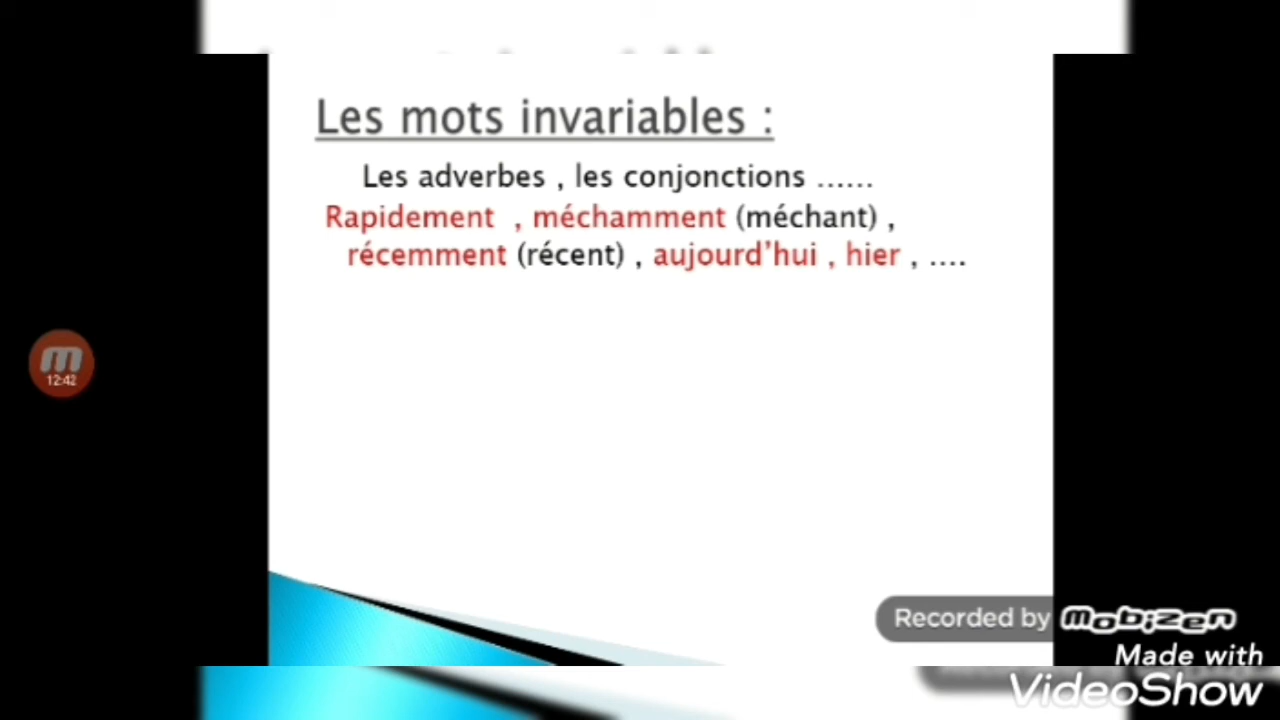 Les mots invariables :
Les adverbes , les conjonctions ......
Rapidement , méchamment (méchant) ,
récemment (récent) , aujourd’hui , hier , ....
12:42
Recorded by mobizen
Made with
VideoShow